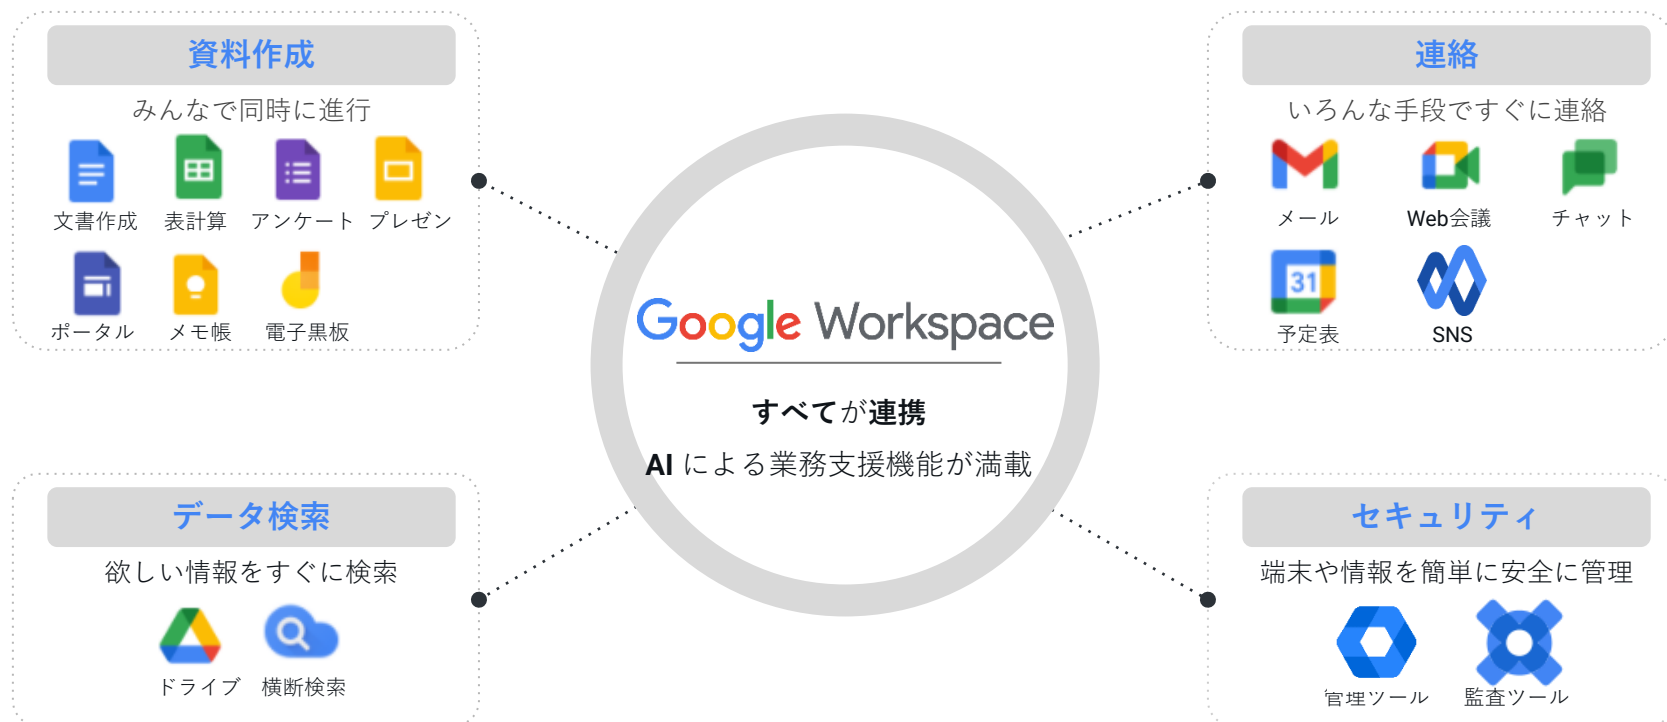 資料作成
みんなで同時に進行
文書作成 表計算 アンケート プレゼン
ポータル メモ帳 電子黒板
連絡
いろんな手段ですぐに連絡
メール Web会議 チャット
31
予定表 SNS
Google Workspace
すべてが連携
AI による業務支援機能が満載
データ検索
欲しい情報をすぐに検索
ドライブ 横断検索
セキュリティ
端末や情報を簡単に安全に管理
管理ツール 監査ツール